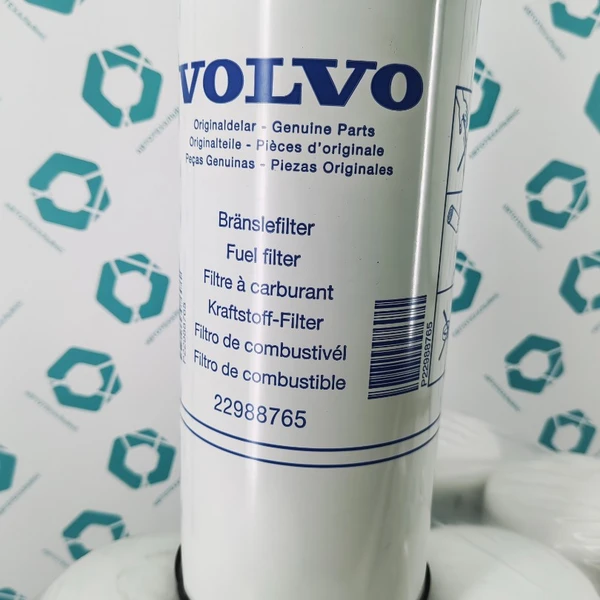 VOLVO
Originaldelar - Genuine Parts
Originalteile - Pièces d'originale
Peças Genuinas - Piezas Originales
Bränslefilter
Fuel filter
Filtre à carburant
Kraftstoff-Filter
Filtro de combustivél
Filtro de combustible
22988765
P22988765